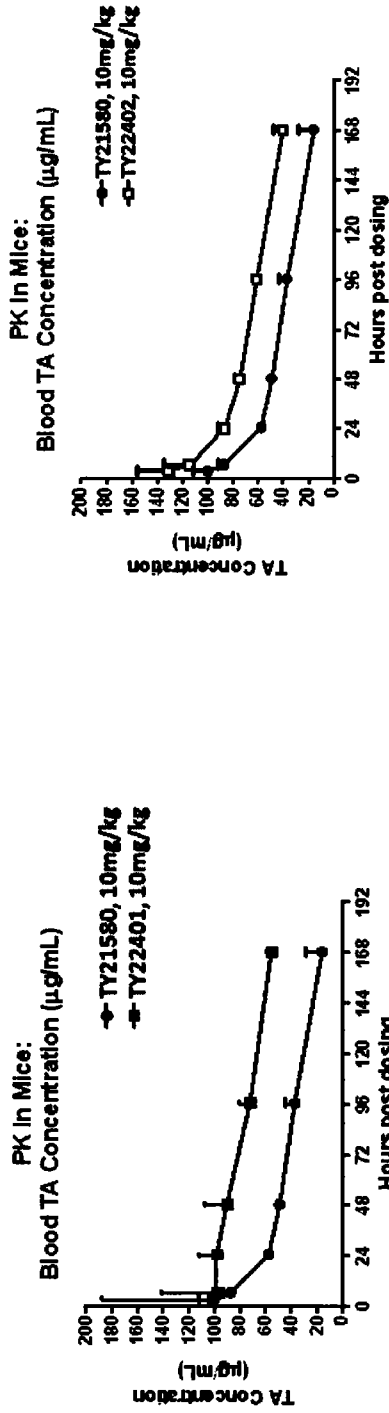 PK In Mice:
Blood TA Concentration (µg/mL)
TY21580, 10mg/kg
TY22401, 10mg/kg
TA Concentration
(µg/mL)
200
180
160
140
120
100
80
60
40
20
0
0 24 48 72 96 120 144 168 192
Hours post dosing
PK In Mice:
Blood TA Concentration (µg/mL)
TY21580, 10mg/kg
TY22402, 10mg/kg
TA Concentration
(µg/mL)
200
180
160
140
120
100
80
60
40
20
0
0 24 48 72 96 120 144 168 192
Hours post dosing